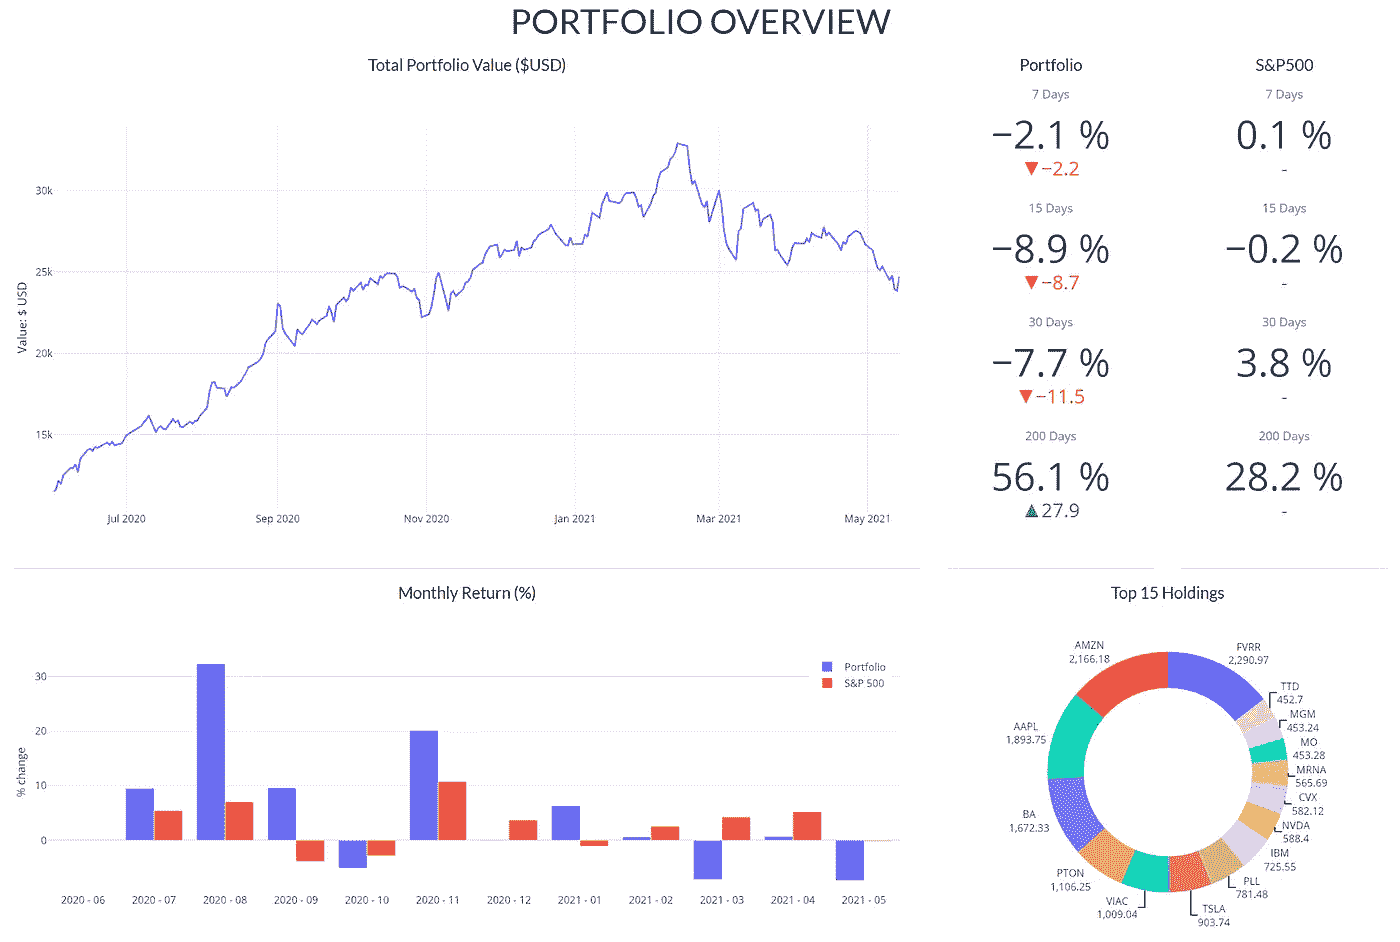 PORTFOLIO OVERVIEW
Total Portfolio Value ($USD)
Value: $ USD
30k
25k
20k
15k
Jul 2020
Sep 2020
Nov 2020
Jan 2021
Mar 2021
May 2021
Portfolio
7 Days
−2.1 %
▼−2.2
15 Days
−8.9 %
▼−8.7
30 Days
−7.7 %
▼−11.5
200 Days
56.1 %
▲27.9
S&P500
7 Days
0.1 %
-
15 Days
−0.2 %
-
30 Days
3.8 %
-
200 Days
28.2 %
-
Monthly Return (%)
% change
30
20
10
0
Portfolio
S&P 500
2020 - 06
2020 - 07
2020 - 08
2020 - 09
2020 - 10
2020 - 11
2020 - 12
2021 - 01
2021 - 02
2021 - 03
2021 - 04
2021 - 05
Top 15 Holdings
FVRR
2,290.97
TTD
452.7
MGM
453.24
MO
453.28
MRNA
565.69
CVX
582.12
NVDA
588.4
IBM
725.55
PLL
781.48
TSLA
903.74
VIAC
1,009.04
PTON
1,106.25
BA
1,672.33
AAPL
1,893.75
AMZN
2,166.18